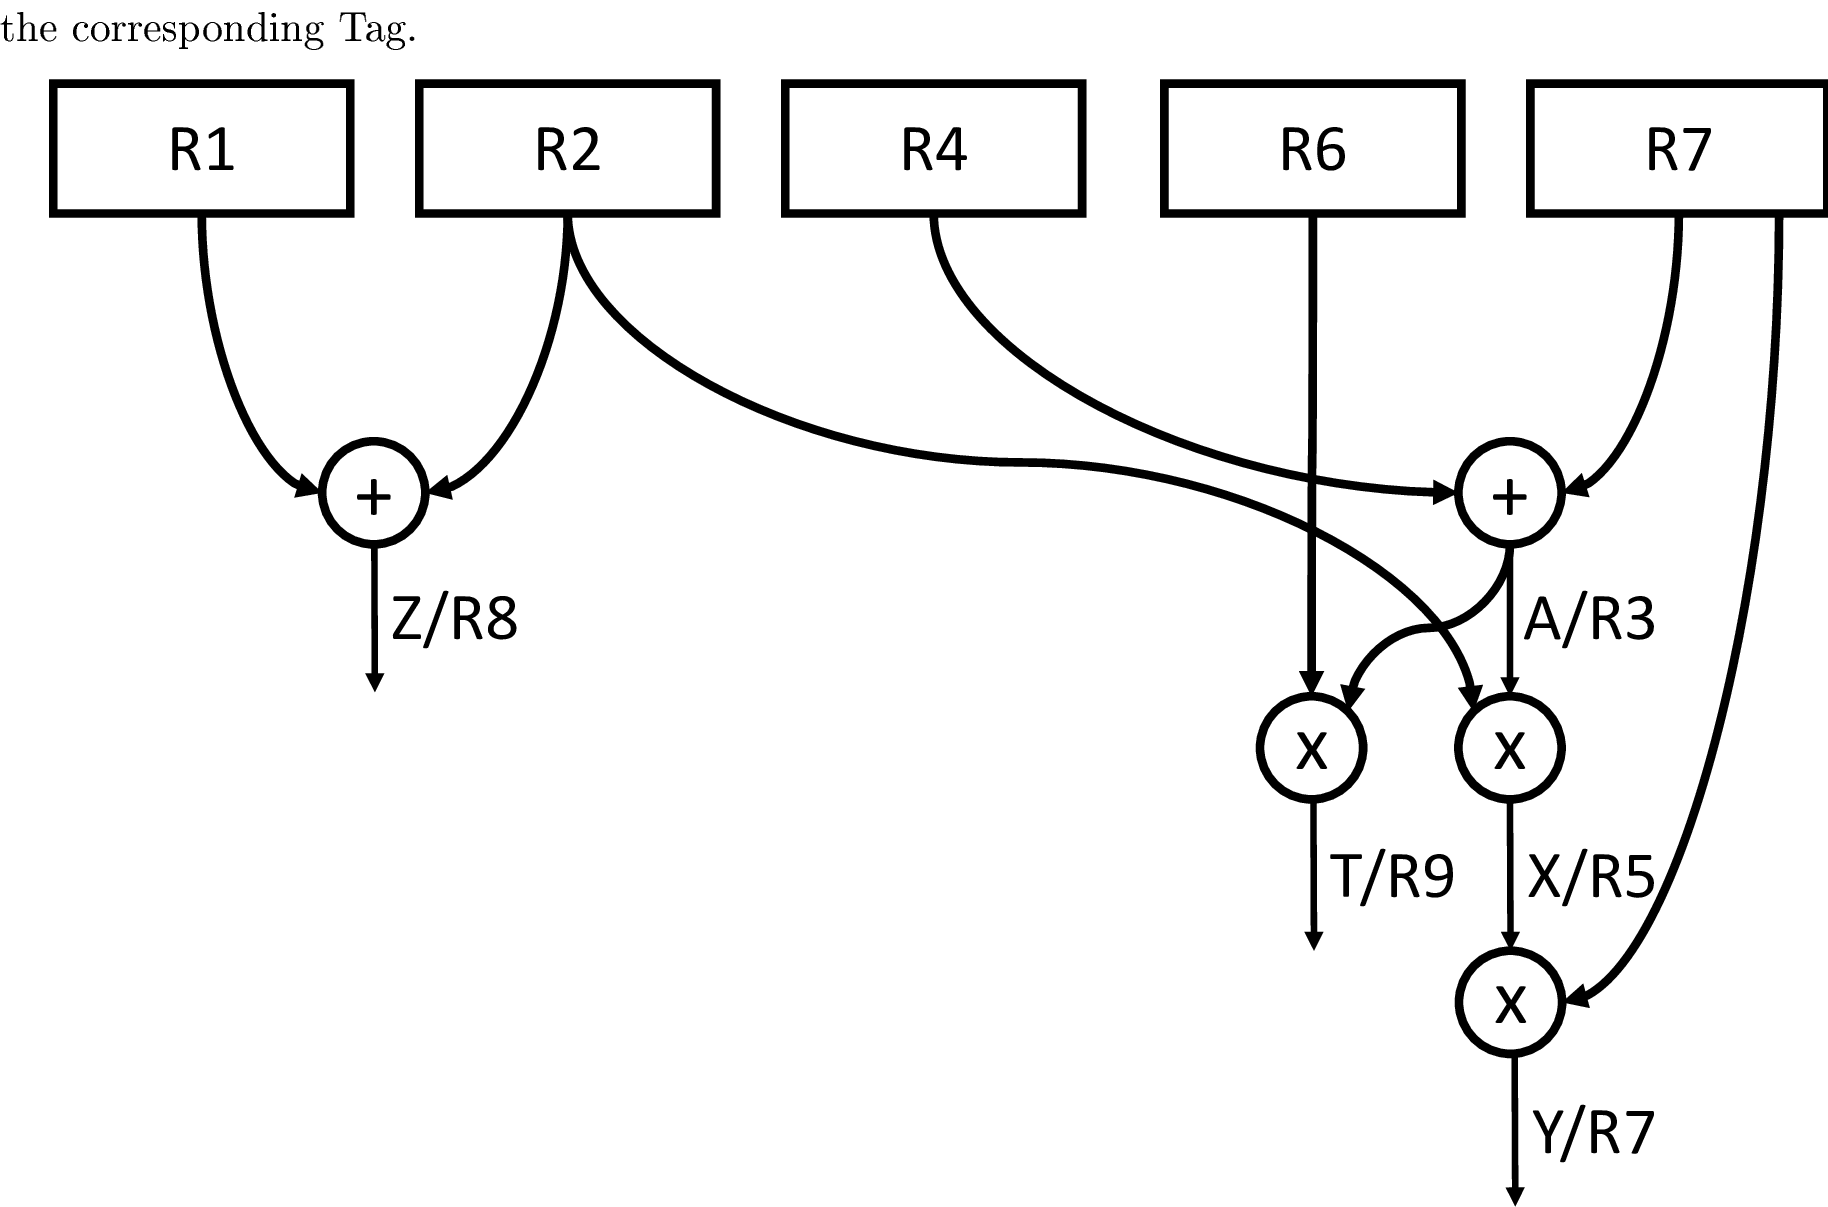 the corresponding Tag.
R1 R2 R4 R6 R7
+ +
Z/R8 A/R3
x x
T/R9 X/R5
x
Y/R7